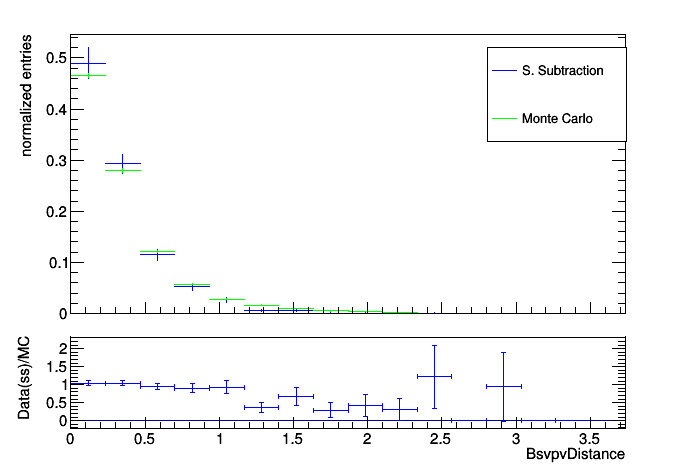 normalized entries
0.5
0.4
0.3
0.2
0.1
0
S. Subtraction
Monte Carlo
Data(ss)/MC
2
1.5
1
0.5
0
0 0.5 1 1.5 2 2.5 3 3.5
BsvpvDistance